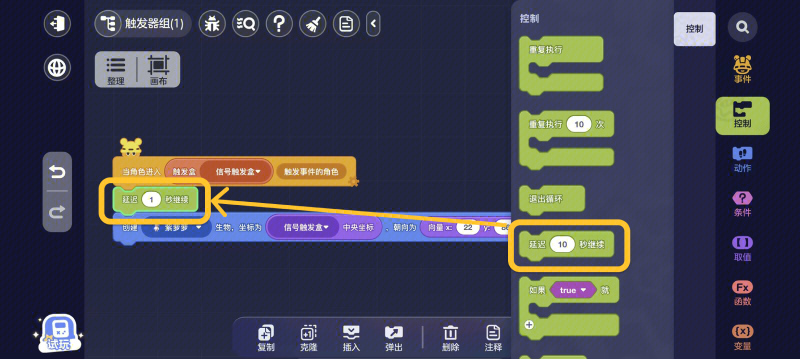 触发器组(1)
整理
画布
当角色进入 触发盒 信号触发盒 触发事件的角色
延迟 1 秒继续
创建 紫萝萝 生物，坐标为 信号触发盒 中央坐标 ，朝向为 向量 x: 22 y:
控制
重复执行
重复执行 10 次
退出循环
延迟 10 秒继续
如果 true 就
控制
事件
控制
动作
条件
取值
Fx
函数
(x)
变量
试玩
复制
克隆
插入
弹出
删除
注释